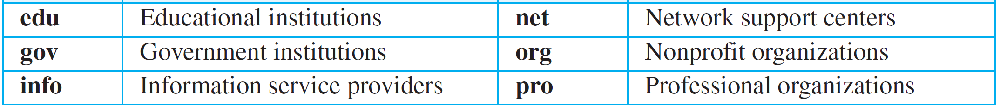 edu Educational institutions net Network support centers
gov Government institutions org Nonprofit organizations
info Information service providers pro Professional organizations